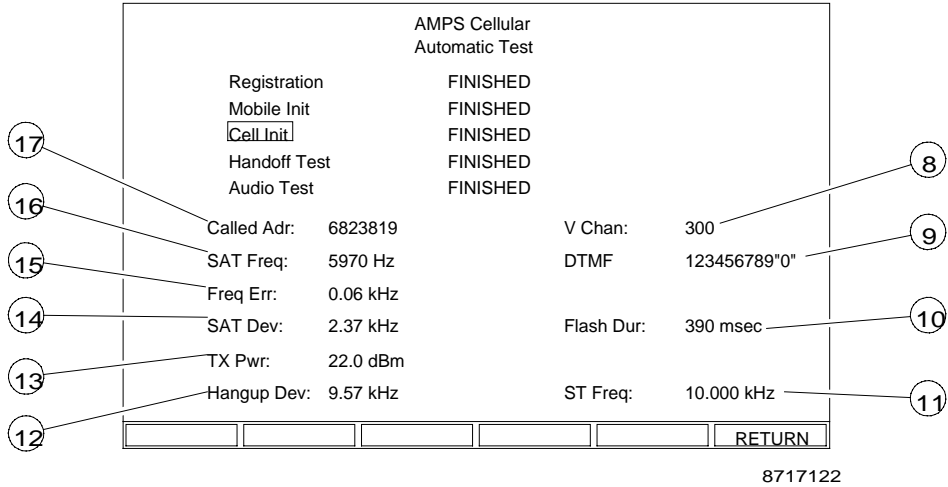 AMPS Cellular
Automatic Test
Registration FINISHED
Mobile Init FINISHED
Cell Init FINISHED
Handoff Test FINISHED
Audio Test FINISHED
17
8
16
Called Adr: 6823819 V Chan: 300
9
15
SAT Freq: 5970 Hz DTMF 123456789"0"
Freq Err: 0.06 kHz
14
10
SAT Dev: 2.37 kHz Flash Dur: 390 msec
13
TX Pwr: 22.0 dBm
Hangup Dev: 9.57 kHz ST Freq: 10.000 kHz
11
12
RETURN
8717122